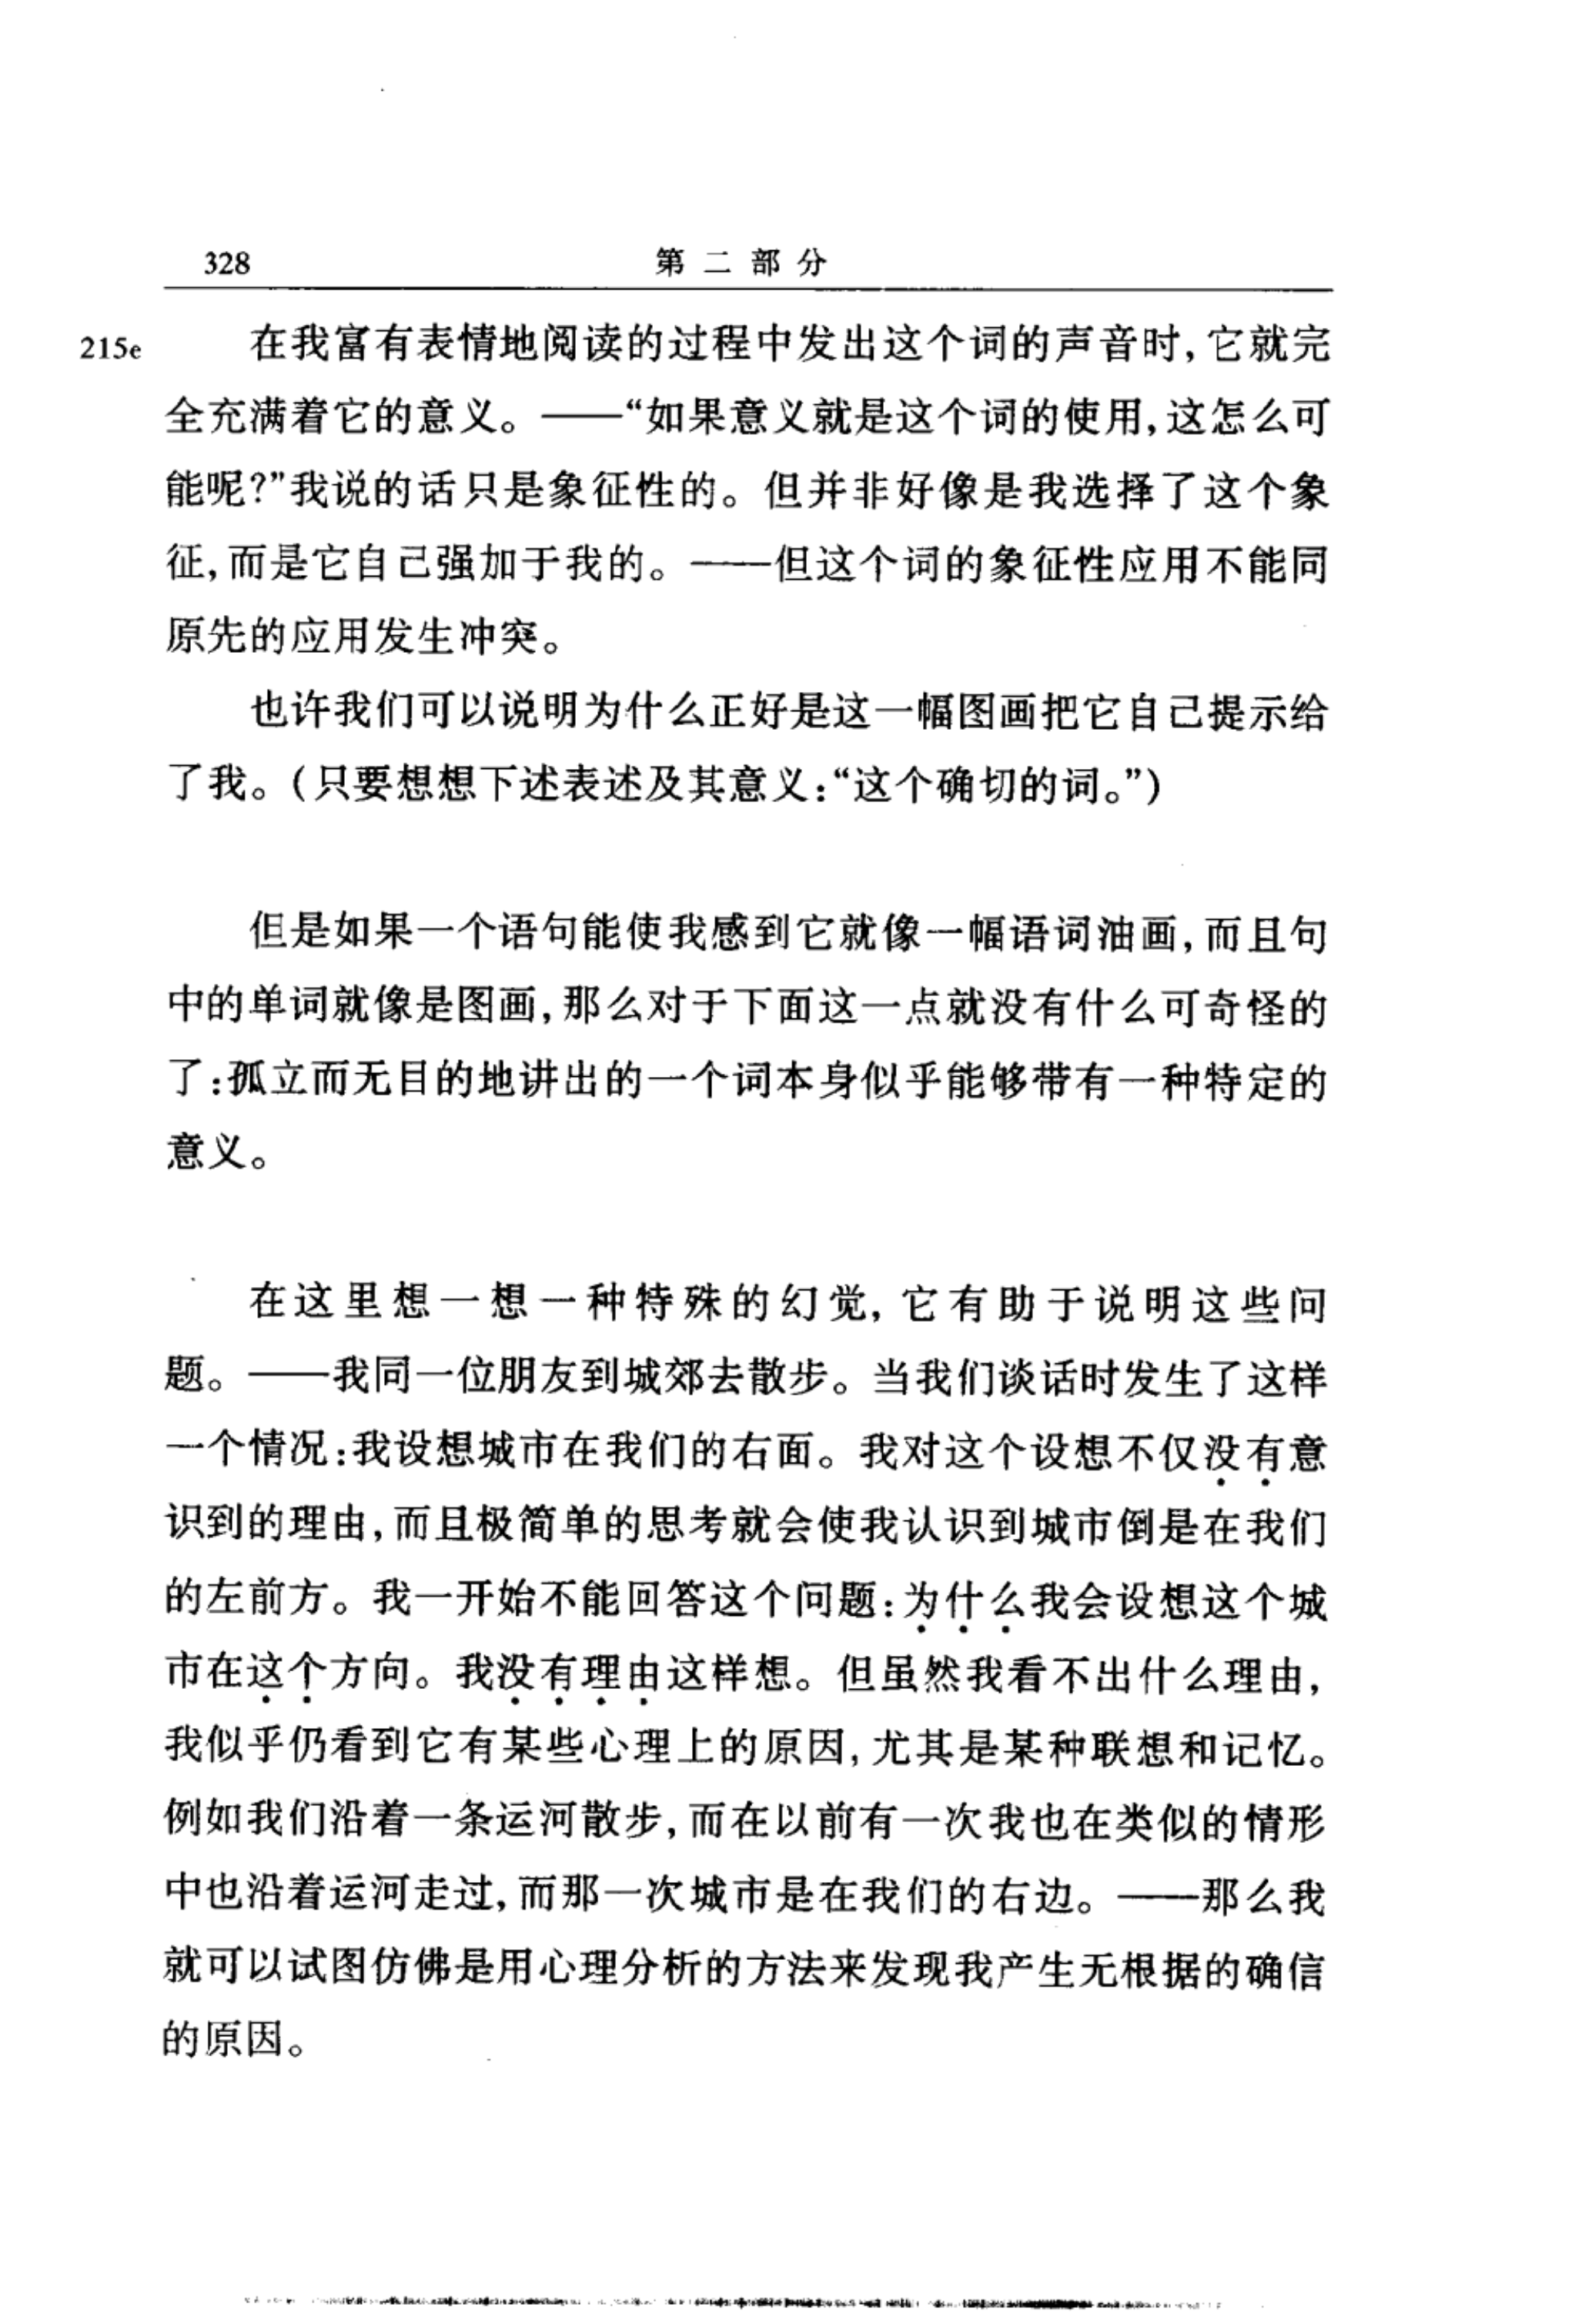 328 第二部分
215e 在我富有表情地阅读的过程中发出这个词的声音时,它就完
全充满着它的意义。——“如果意义就是这个词的使用,这怎么可
能呢?”我说的话只是象征性的。但并非好像是我选择了这个象
征,而是它自己强加于我的。——但这个词的象征性应用不能同
原先的应用发生冲突。
也许我们可以说明为什么正好是这一幅图画把它自己提示给
了我。(只要想想下述表述及其意义:“这个确切的词。”)
但是如果一个语句能使我感到它就像一幅语词油画,而且句
中的单词就像是图画,那么对于下面这一点就没有什么可奇怪的
了:孤立而无目的地讲出的一个词本身似乎能够带有一种特定的
意义。
在这里想一想一种特殊的幻觉,它有助于说明这些问
题。——我同一位朋友到城郊去散步。当我们谈话时发生了这样
一个情况:我设想城市在我们的右面。我对这个设想不仅没有意
识到的理由,而且极简单的思考就会使我认识到城市倒是在我们
的左前方。我一开始不能回答这个问题:为什么我会设想这个城
市在这个方向。我没有理由这样想。但虽然我看不出什么理由,
我似乎仍看到它有某些心理上的原因,尤其是某种联想和记忆。
例如我们沿着一条运河散步,而在以前有一次我也在类似的情形
中也沿着运河走过,而那一次城市是在我们的右边。——那么我
就可以试图仿佛是用心理分析的方法来发现我产生无根据的确信
的原因。